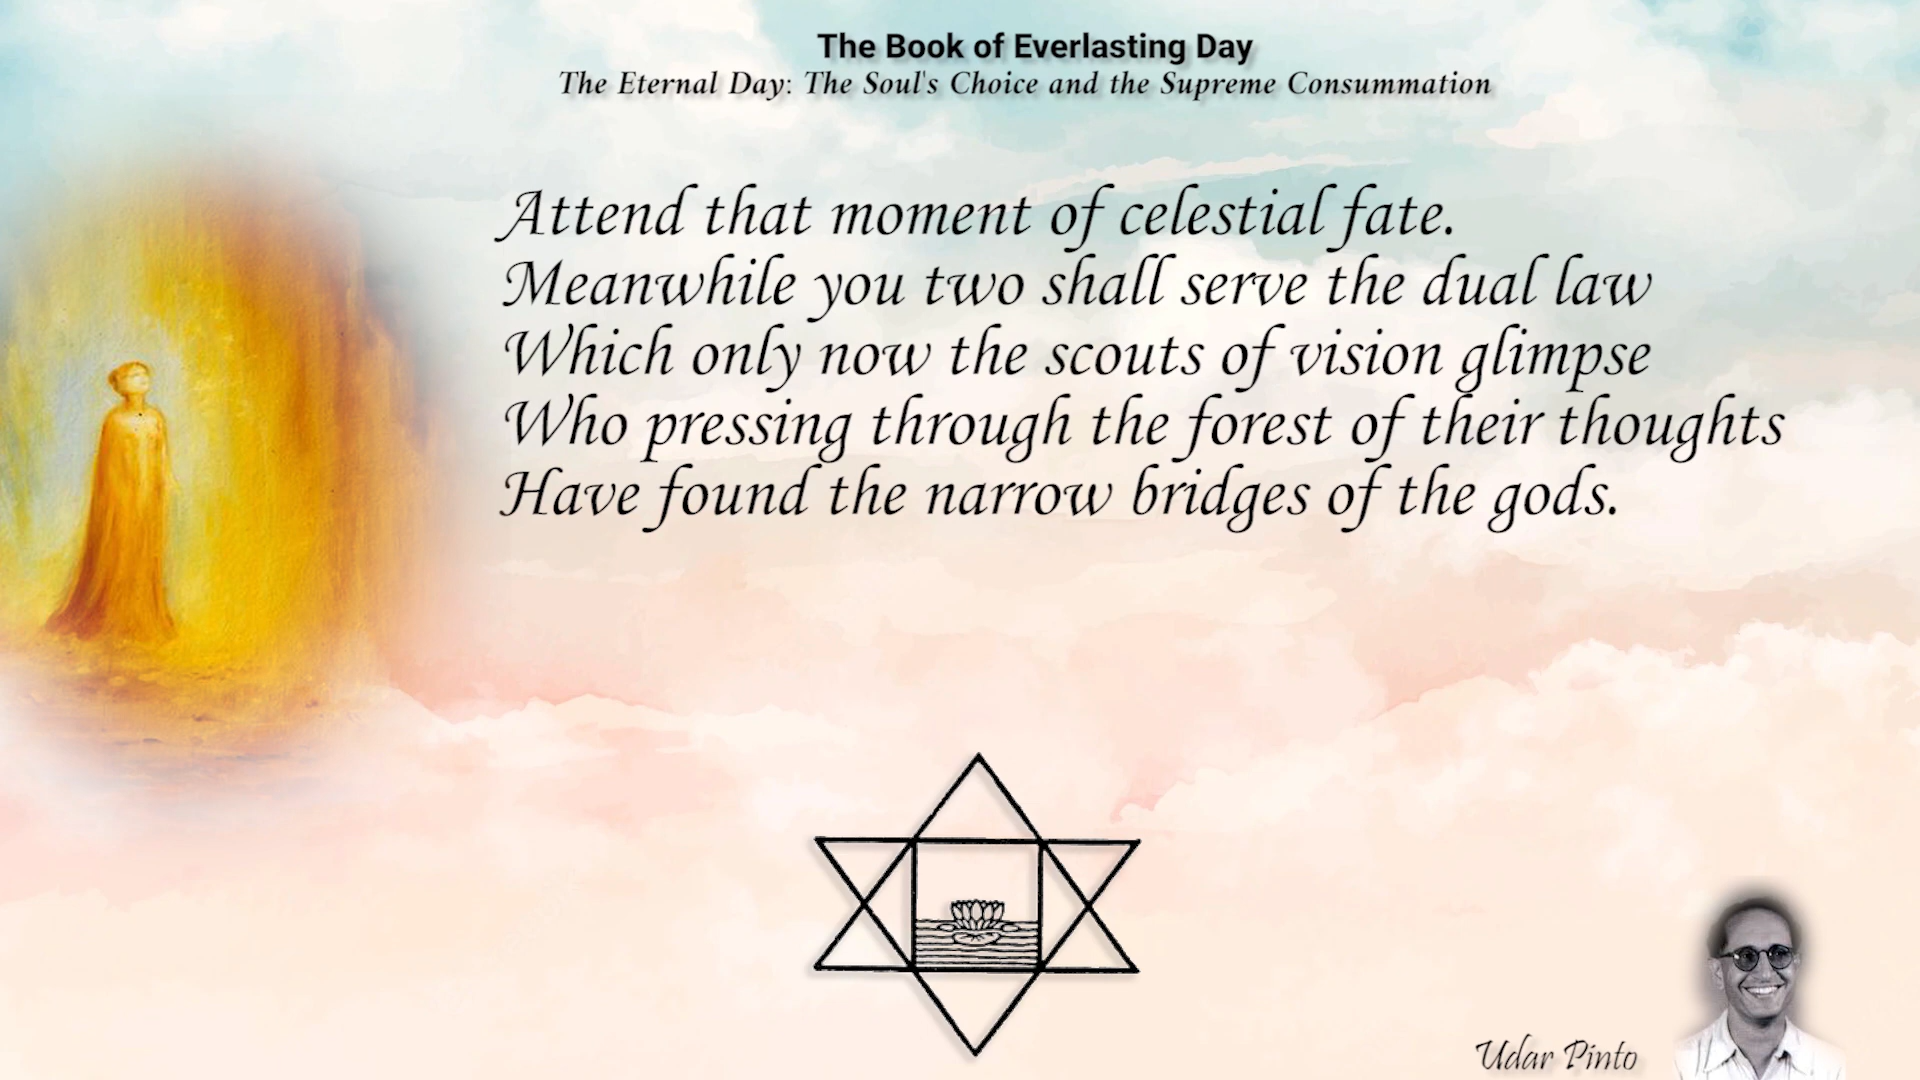 The Book of Everlasting Day
The Eternal Day: The Soul's Choice and the Supreme Consummation
Attend that moment of celestial fate.
Meanwhile you two shall serve the dual law
Which only now the scouts of vision glimpse
Who pressing through the forest of their thoughts
Have found the narrow bridges of the gods.
Udar Pinto